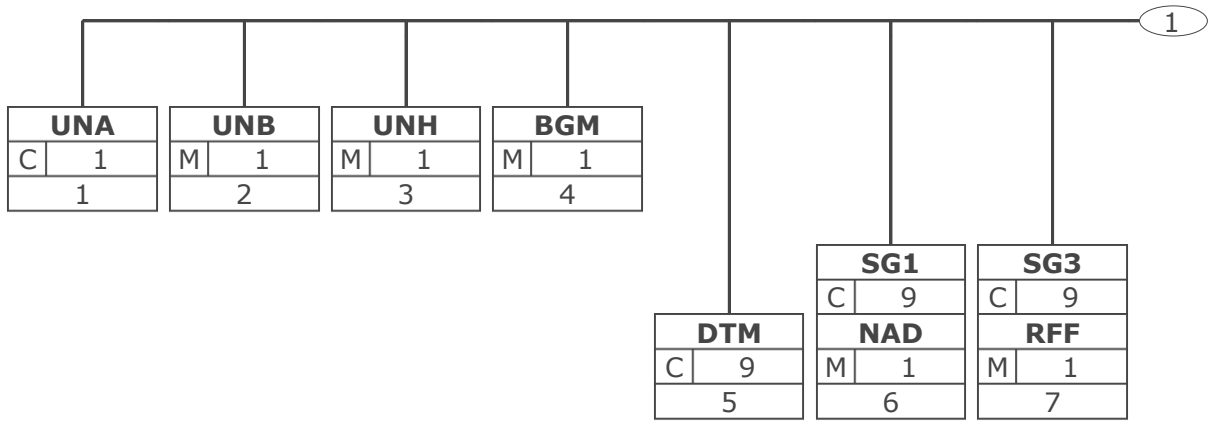 1
UNA UNB UNH BGM
C 1 M 1 M 1 M 1
1 2 3 4
SG1 SG3
C 9 C 9
DTM NAD RFF
C 9 M 1 M 1
5 6 7